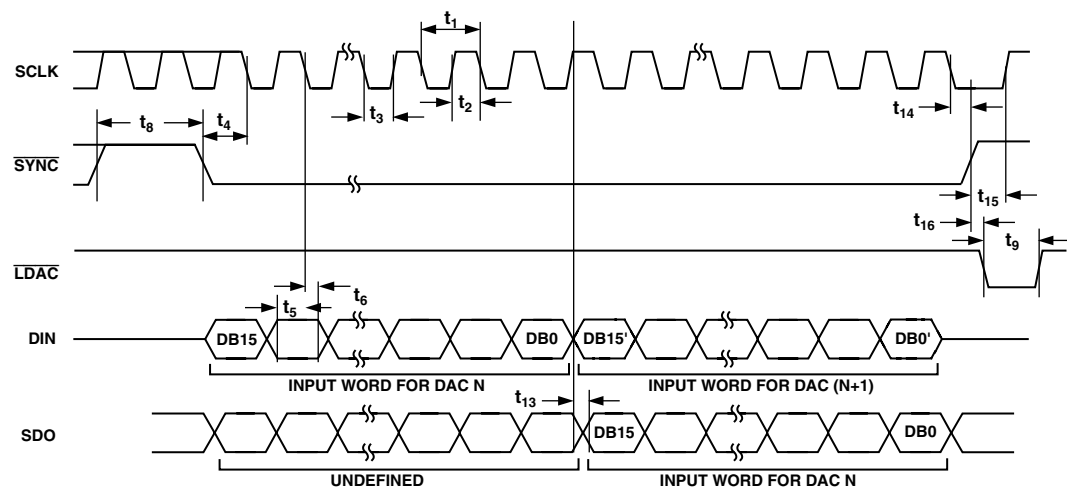 t1
SCLK
t3
t2
t14
t8
t4
SYNC
t15
t16
t9
LDAC
t5
t6
DIN
DB15
DB0
DB15'
DB0'
INPUT WORD FOR DAC N
INPUT WORD FOR DAC (N+1)
t13
SDO
DB15
DB0
UNDEFINED
INPUT WORD FOR DAC N